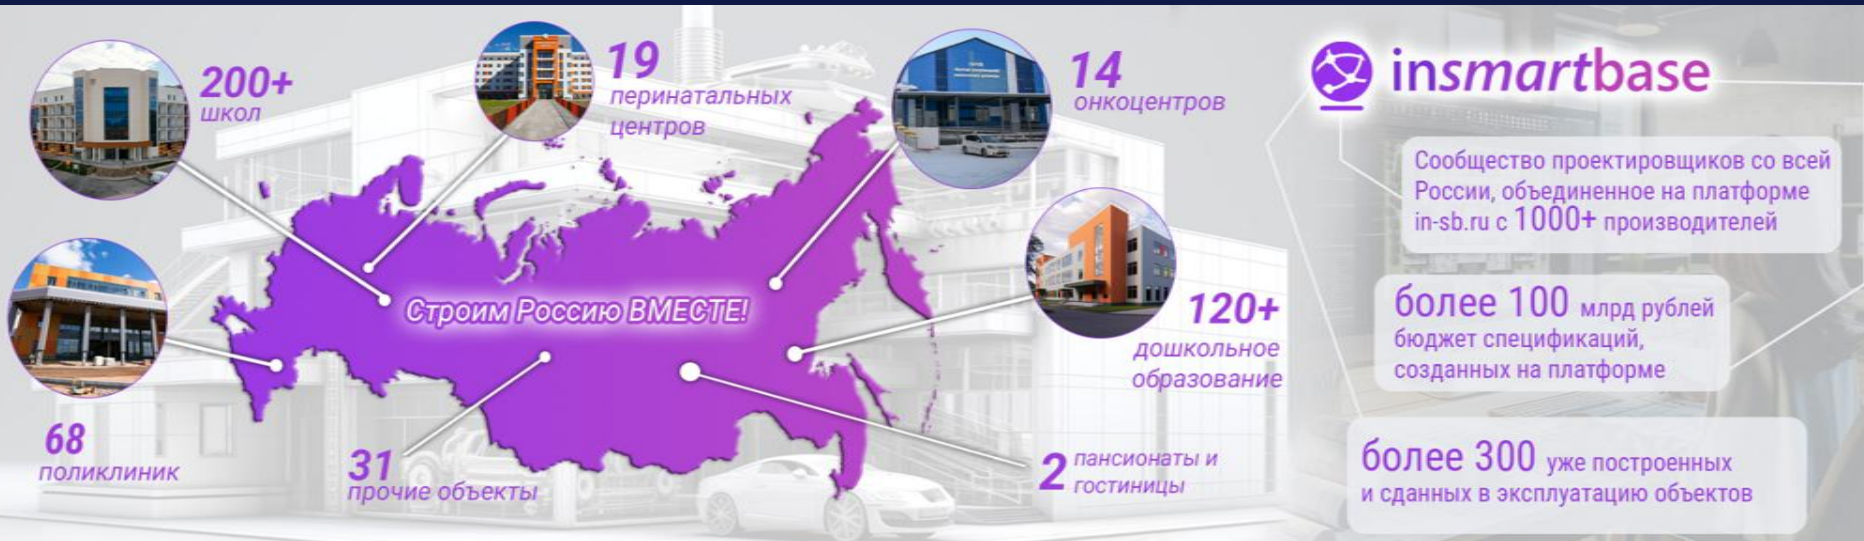 200+
школ
19
перинатальных
центров
14
онкоцентров
120+
дошкольное
образование
Строим Россию ВМЕСТЕ!
68
поликлиник
31
прочие объекты
2 пансионаты и
гостиницы
insmartbase
Сообщество проектировщиков со всей
России, объединенное на платформе
in-sb.ru с 1000+ производителей
более 100 млрд рублей
бюджет спецификаций,
созданных на платформе
более 300 уже построенных
и сданных в эксплуатацию объектов